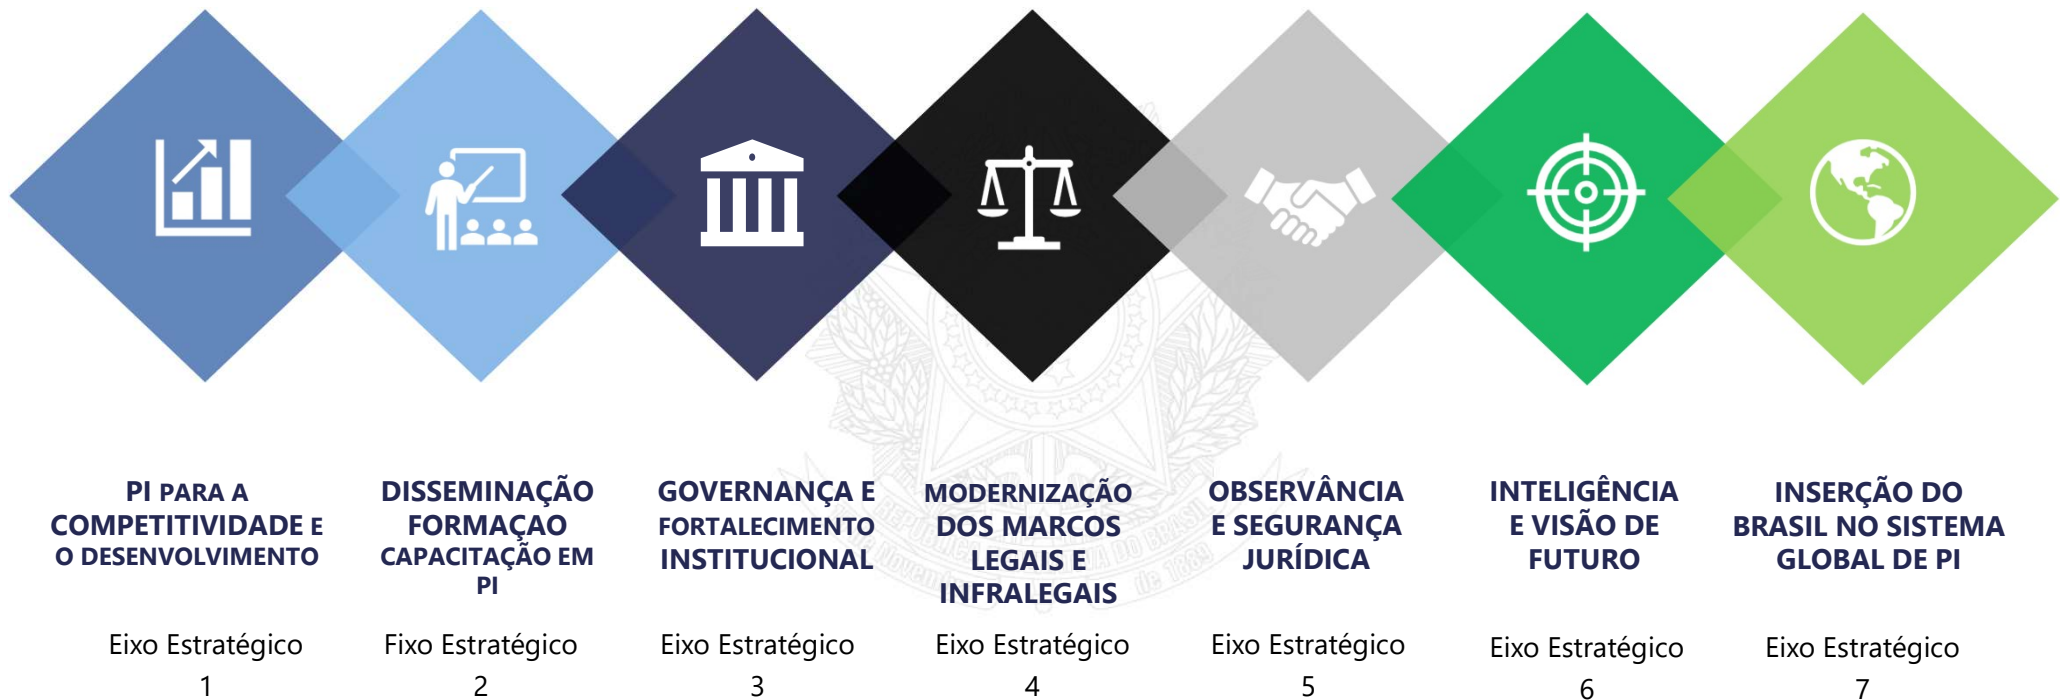 PI PARA A
COMPETITIVIDADE E
O DESENVOLVIMENTO
Eixo Estratégico
1
DISSEMINAÇÃO
FORMAÇAO
CAPACITAÇÃO EM
PI
Fixo Estratégico
2
GOVERNANÇA E
FORTALECIMENTO
INSTITUCIONAL
Eixo Estratégico
3
MODERNIZAÇÃO
DOS MARCOS
LEGAIS E
INFRALEGAIS
Eixo Estratégico
4
OBSERVÂNCIA
E SEGURANÇA
JURÍDICA
Eixo Estratégico
5
INTELIGÊNCIA
E VISÃO DE
FUTURO
Eixo Estratégico
6
INSERÇÃO DO
BRASIL NO SISTEMA
GLOBAL DE PI
Eixo Estratégico
7